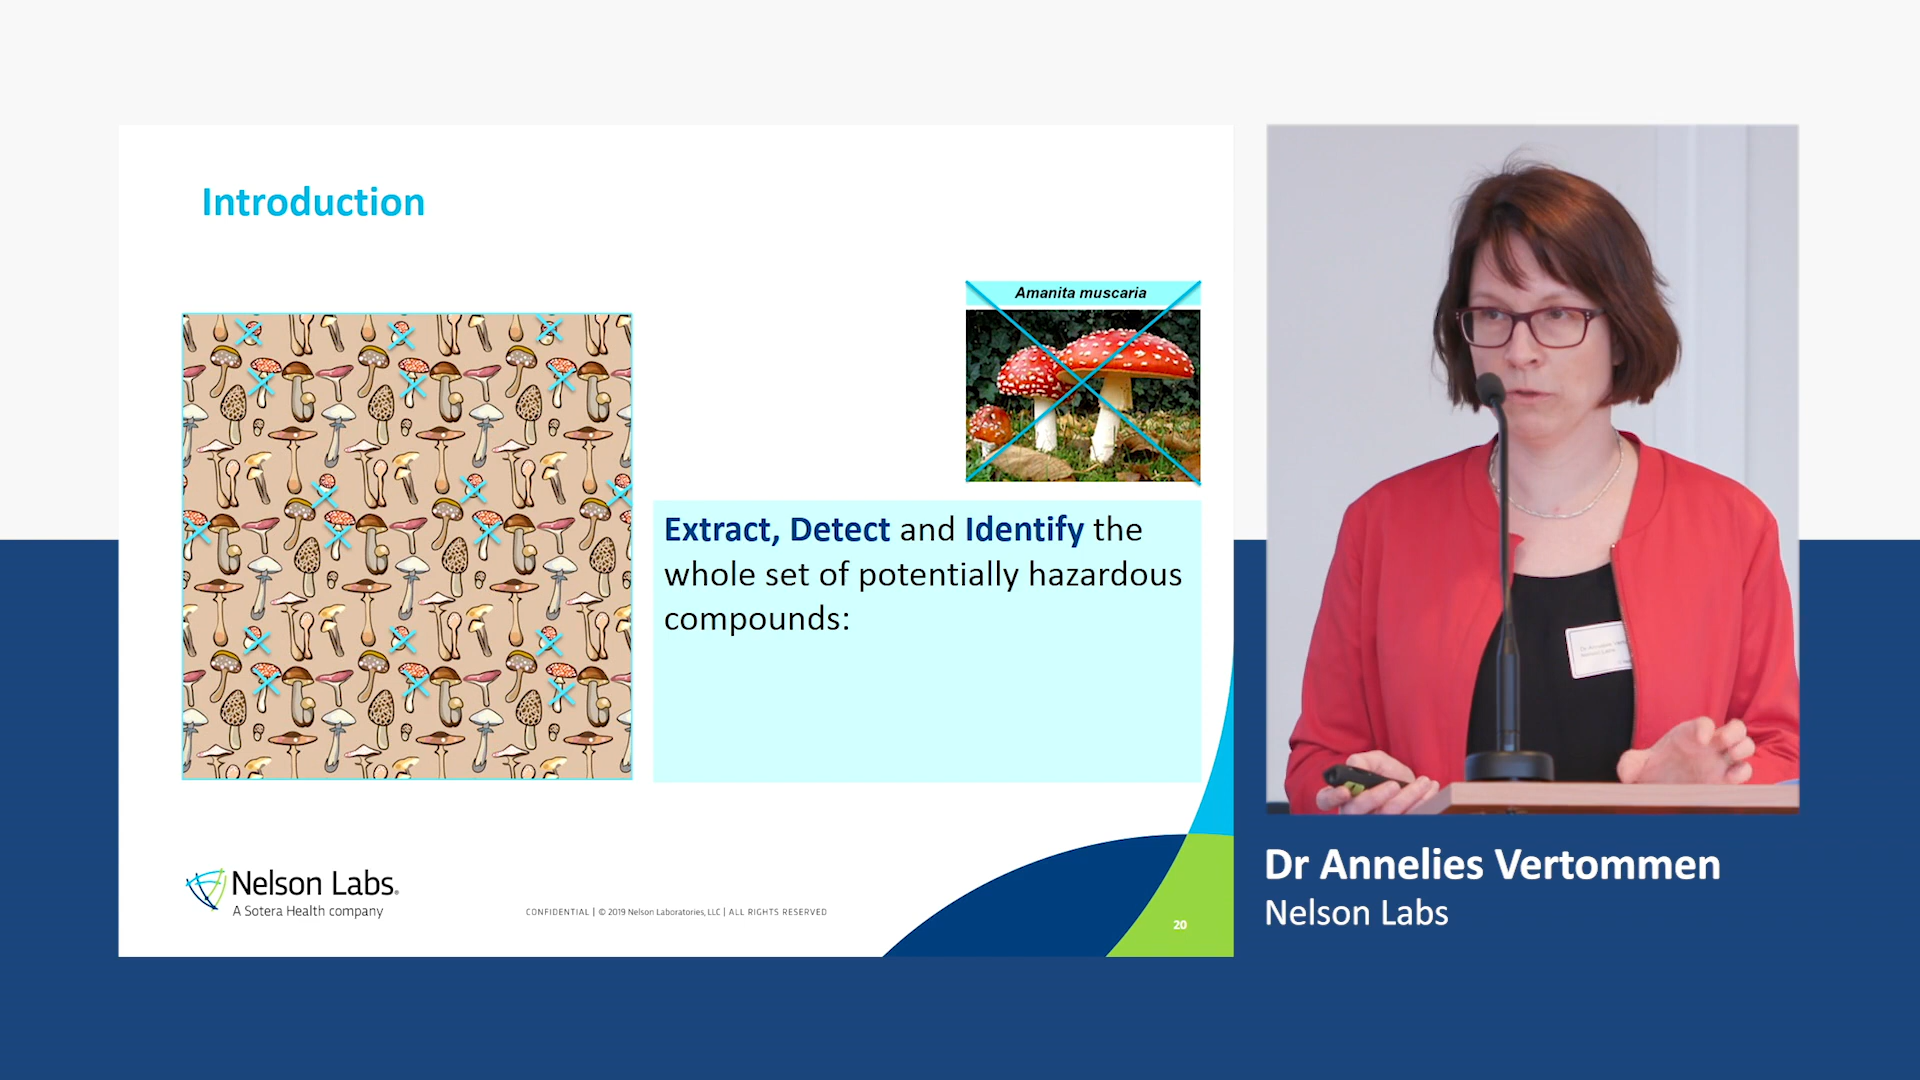 Introduction
Amanita muscaria
Extract, Detect and Identify the
whole set of potentially hazardous
compounds:
Nelson Labs®
A Sotera Health company
CONFIDENTIAL | © 2019 Nelson Laboratories, LLC | ALL RIGHTS RESERVED
20
Dr Annelies Vertommen
Nelson Labs